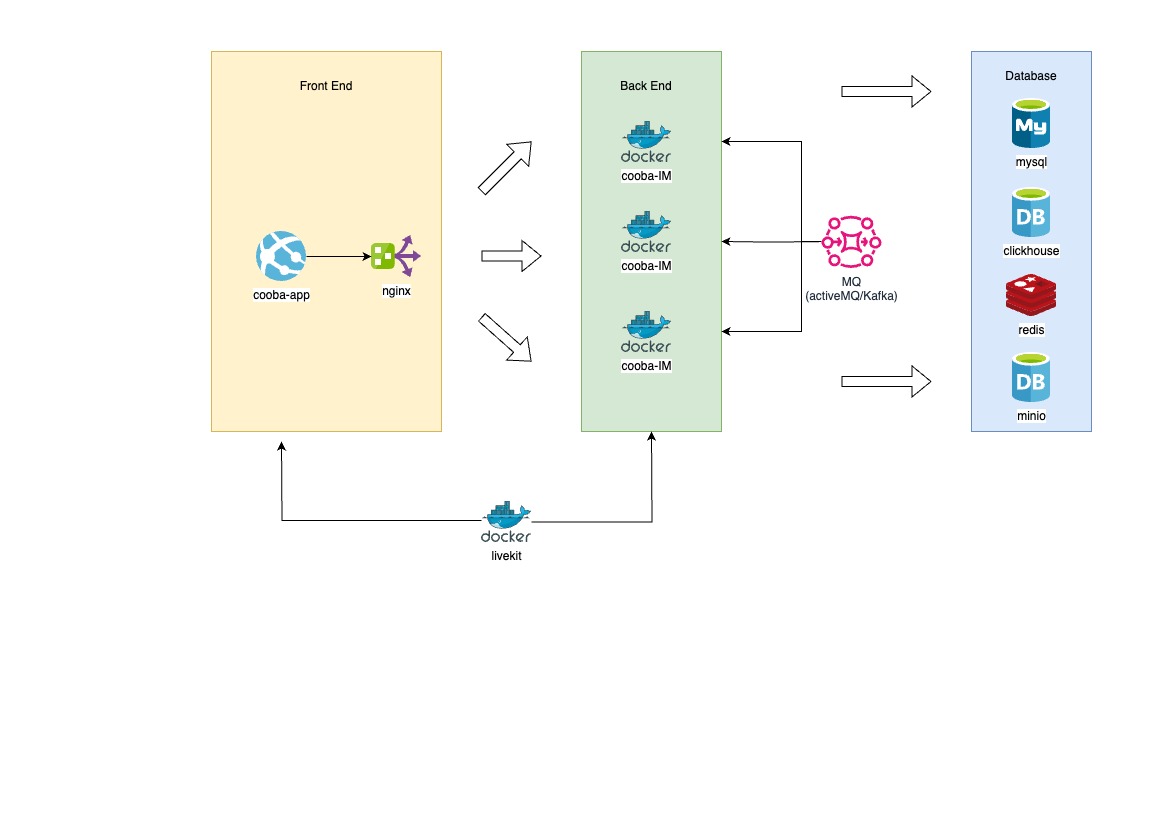 Front End
cooba-app
nginx
Back End
docker
cooba-IM
docker
cooba-IM
docker
cooba-IM
MQ
(activeMQ/Kafka)
Database
My
mysql
DB
clickhouse
redis
DB
minio
docker
livekit